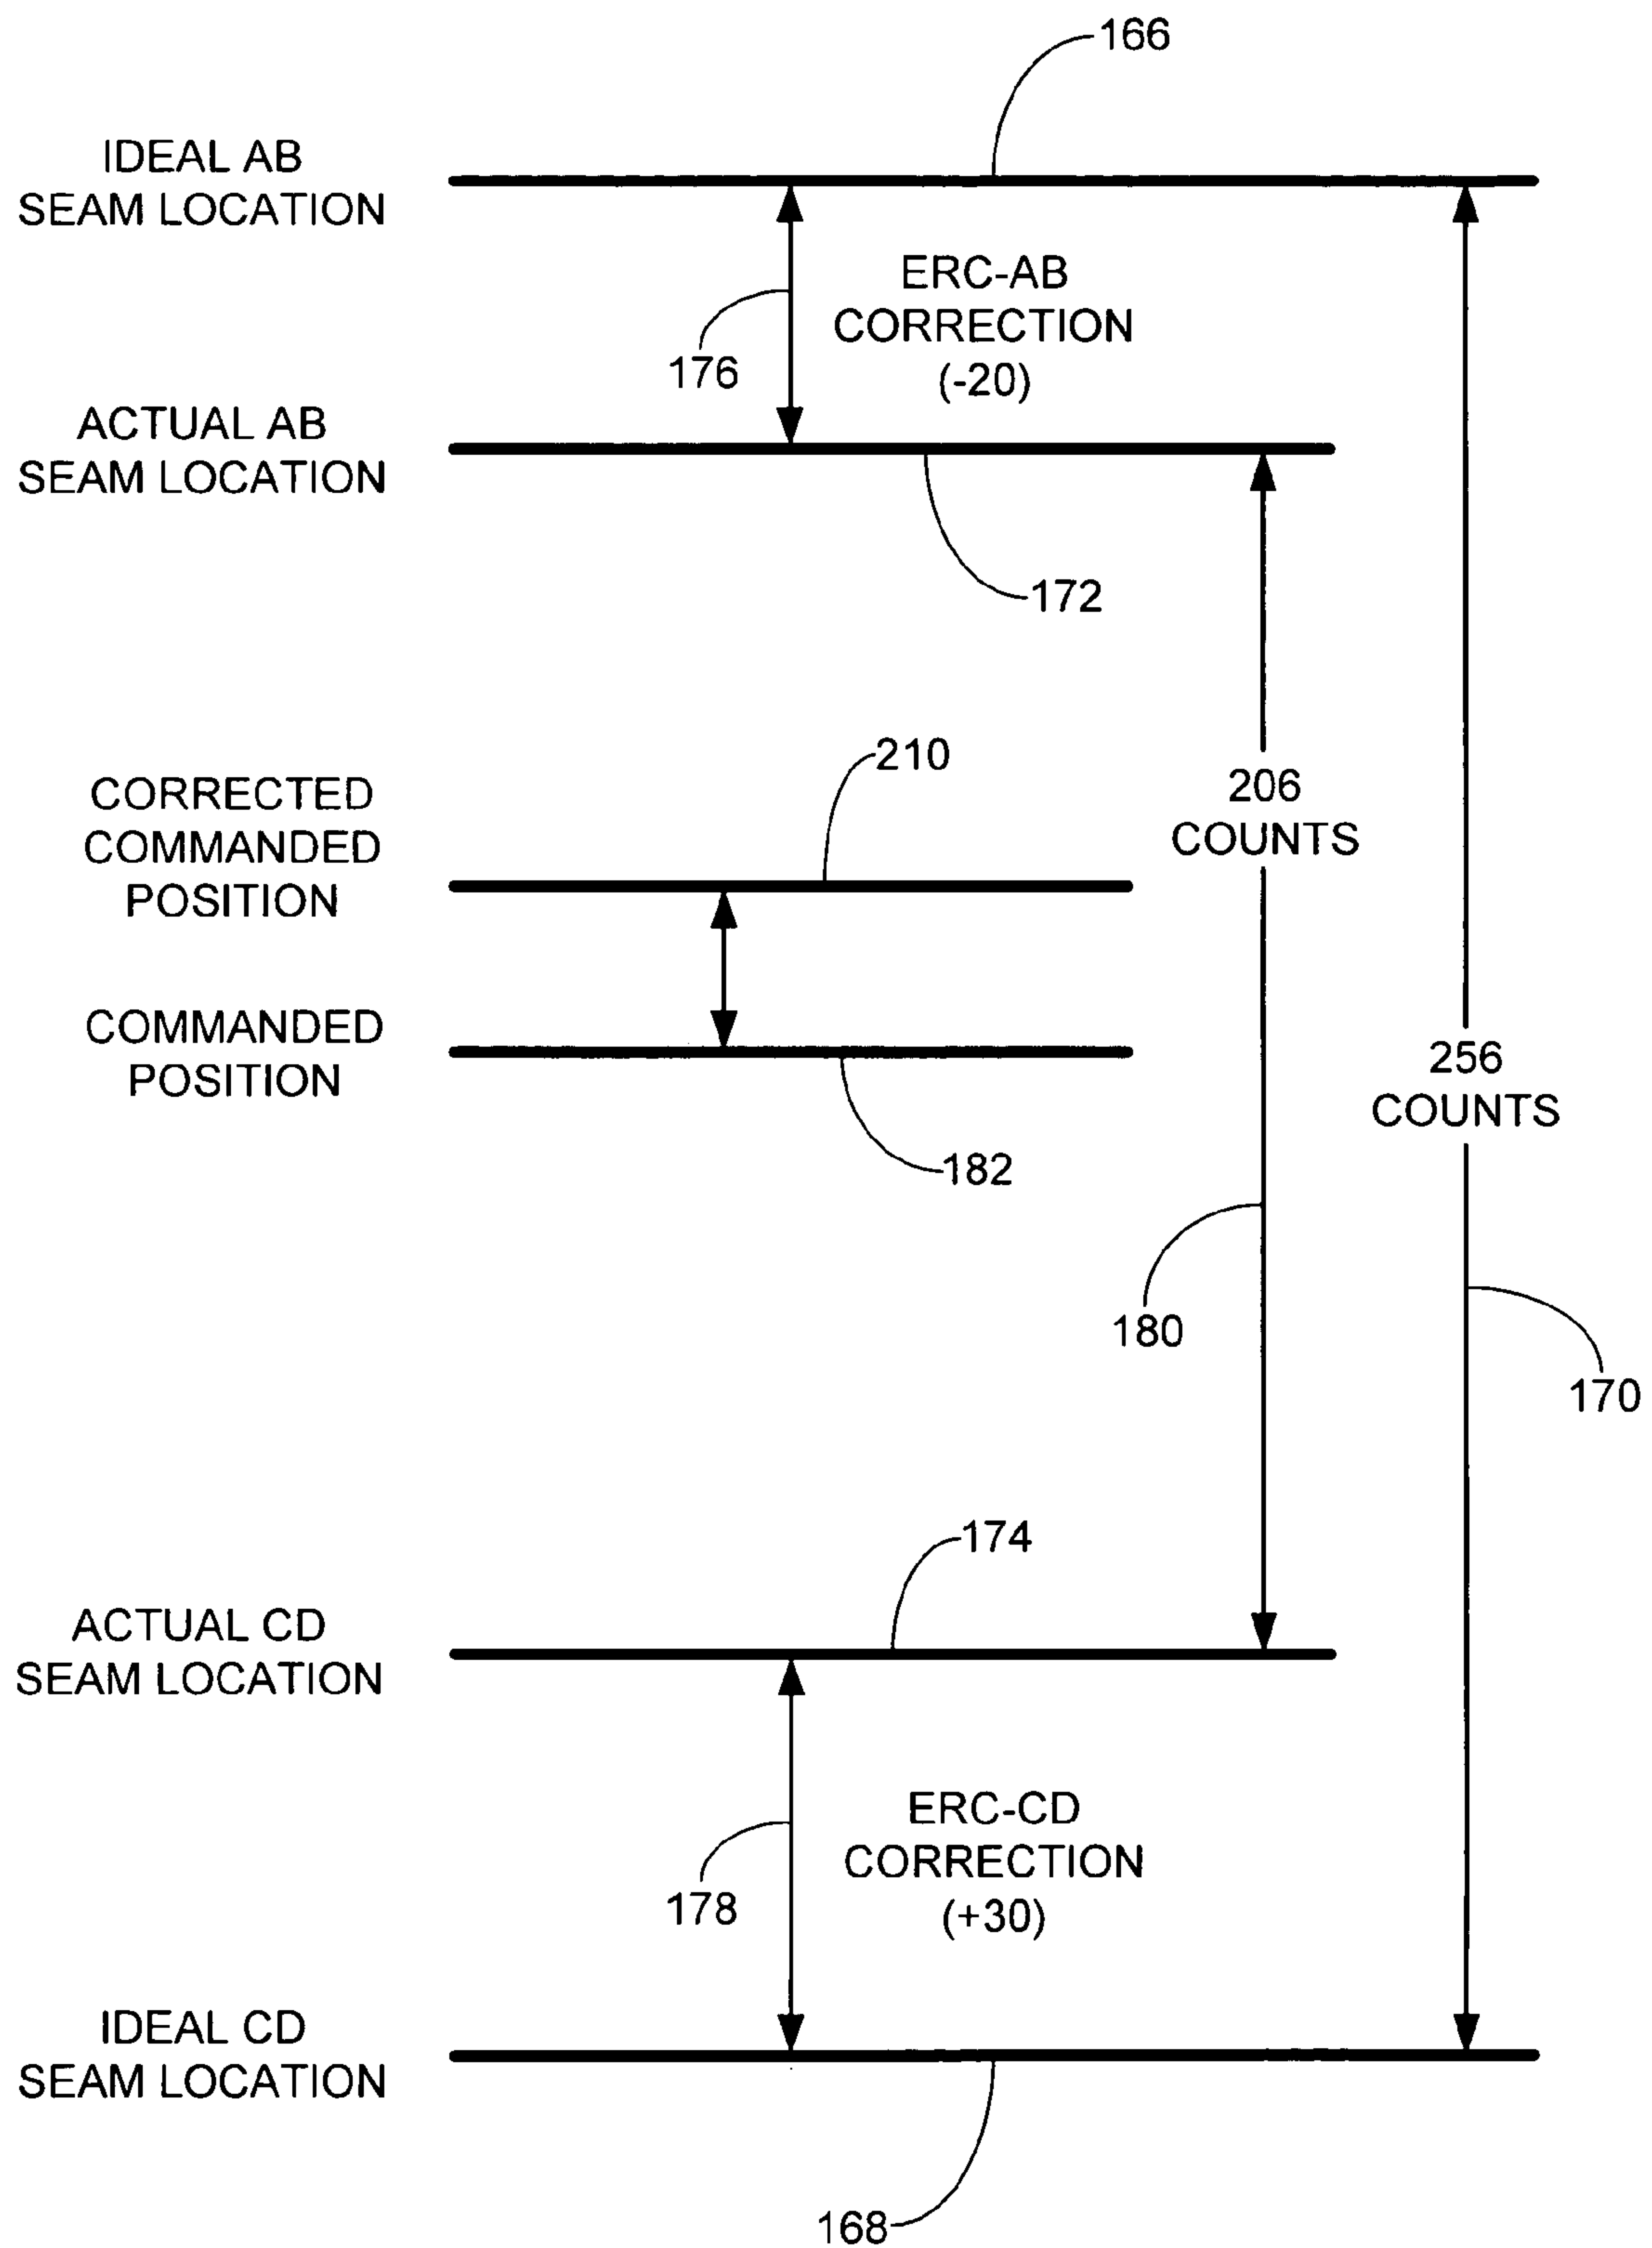 166
IDEAL AB
SEAM LOCATION
ERC-AB
CORRECTION
(-20)
176
ACTUAL AB
SEAM LOCATION
172
210
CORRECTED
COMMANDED
POSITION
206
COUNTS
COMMANDED
POSITION
256
COUNTS
182
180
170
174
ACTUAL CD
SEAM LOCATION
ERC-CD
CORRECTION
(+30)
178
IDEAL CD
SEAM LOCATION
168